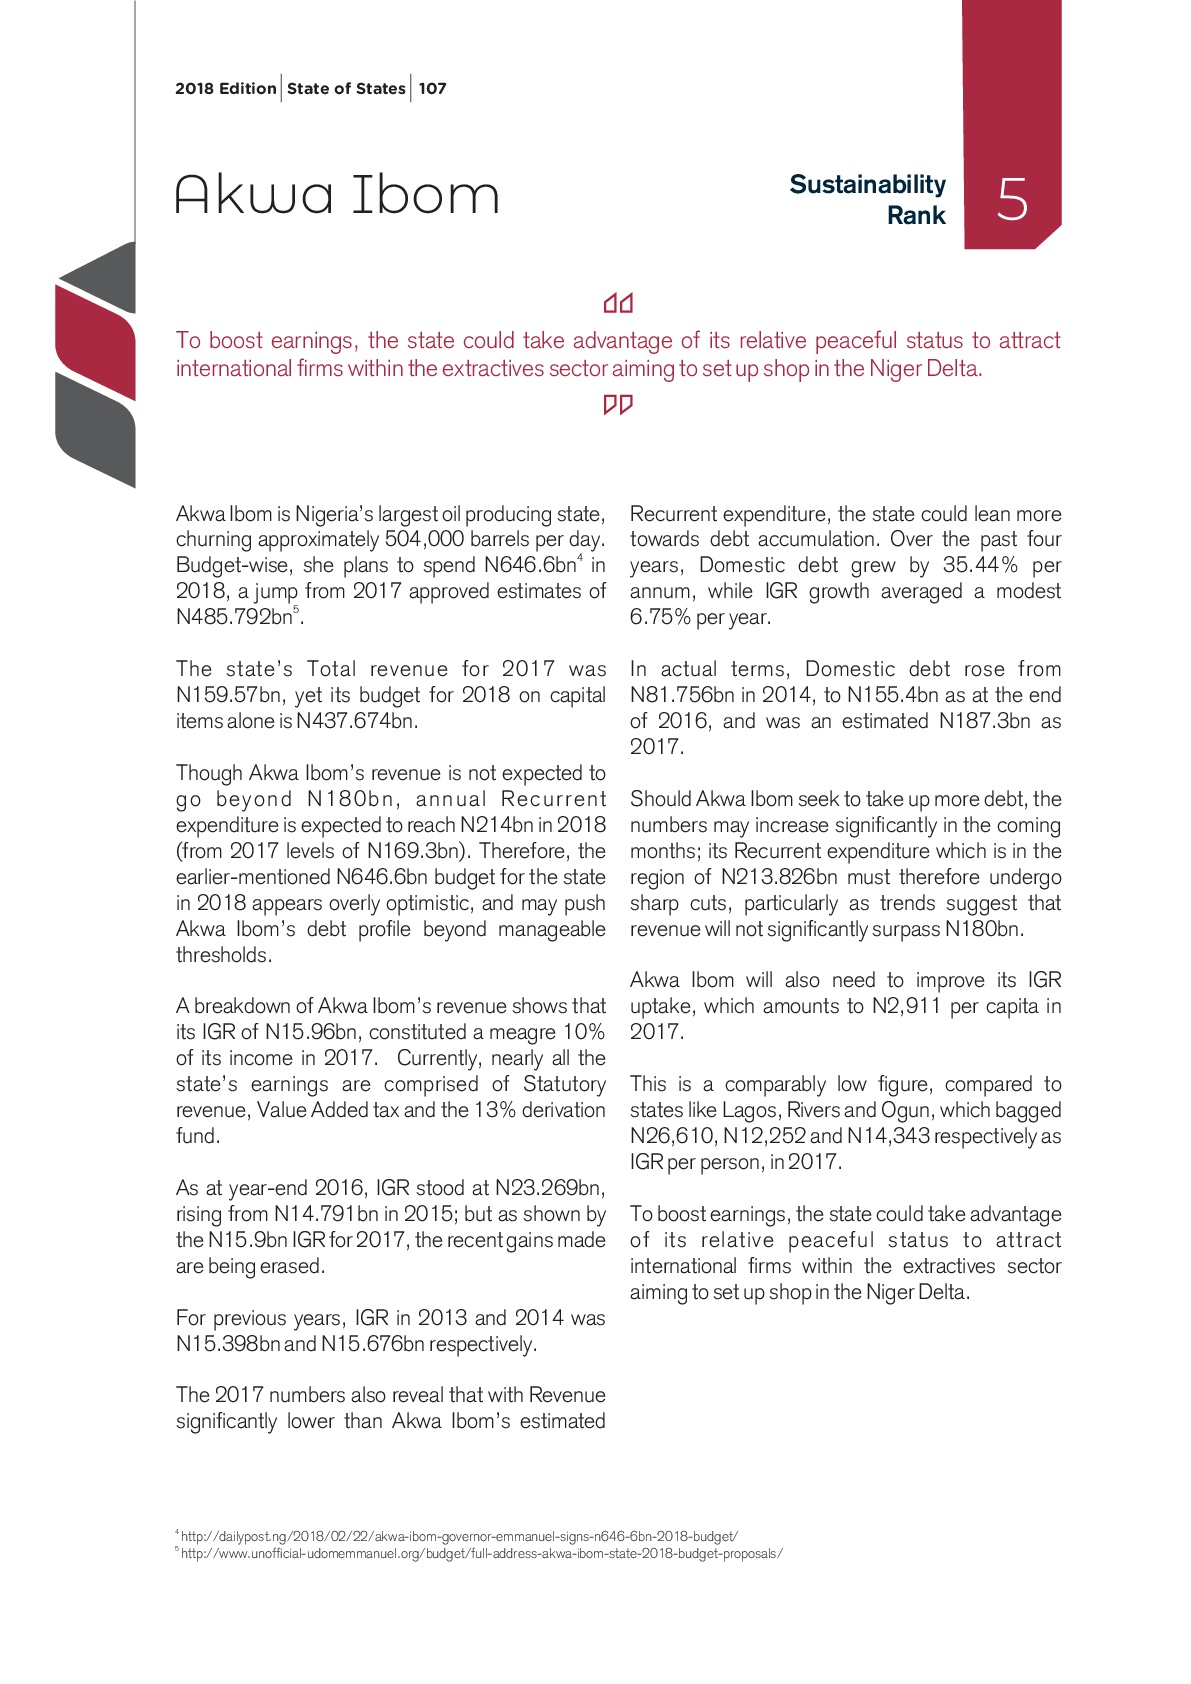 2018 Edition State of States 107
Akwa Ibom
Sustainability
Rank
5
To boost earnings, the state could take advantage of its relative peaceful status to attract
international firms within the extractives sector aiming to set up shop in the Niger Delta.
Akwa Ibom is Nigeria's largest oil producing state,
churning approximately 504,000 barrels per day.
Budget-wise, she plans to spend N646.6bn⁴ in
2018, a jump from 2017 approved estimates of
N485.792bn⁵.
The state's Total revenue for 2017 was
N159.57bn, yet its budget for 2018 on capital
items alone is N437.674bn.
Though Akwa Ibom's revenue is not expected to
go beyond N180bn, annual Recurrent
expenditure is expected to reach N214bn in 2018
(from 2017 levels of N169.3bn). Therefore, the
earlier-mentioned N646.6bn budget for the state
in 2018 appears overly optimistic, and may push
Akwa Ibom's debt profile beyond manageable
thresholds.
A breakdown of Akwa Ibom's revenue shows that
its IGR of N15.96bn, constituted a meagre 10%
of its income in 2017. Currently, nearly all the
state's earnings are comprised of Statutory
revenue, Value Added tax and the 13% derivation
fund.
As at year-end 2016, IGR stood at N23.269bn,
rising from N14.791bn in 2015; but as shown by
the N15.9bn IGR for 2017, the recent gains made
are being erased.
For previous years, IGR in 2013 and 2014 was
N15.398bn and N15.676bn respectively.
The 2017 numbers also reveal that with Revenue
significantly lower than Akwa Ibom's estimated
Recurrent expenditure, the state could lean more
towards debt accumulation. Over the past four
years, Domestic debt grew by 35.44% per
annum, while IGR growth averaged a modest
6.75% per year.
In actual terms, Domestic debt rose from
N81.756bn in 2014, to N155.4bn as at the end
of 2016, and was an estimated N187.3bn as
2017.
Should Akwa Ibom seek to take up more debt, the
numbers may increase significantly in the coming
months; its Recurrent expenditure which is in the
region of N213.826bn must therefore undergo
sharp cuts, particularly as trends suggest that
revenue will not significantly surpass N180bn.
Akwa Ibom will also need to improve its IGR
uptake, which amounts to N2,911 per capita in
2017.
This is a comparably low figure, compared to
states like Lagos, Rivers and Ogun, which bagged
N26,610, N12,252 and N14,343 respectively as
IGR per person, in 2017.
To boost earnings, the state could take advantage
of its relative peaceful status to attract
international firms within the extractives sector
aiming to set up shop in the Niger Delta.
⁴ http://dailypost.ng/2018/02/22/akwa-ibom-governor-emmanuel-signs-n646-6bn-2018-budget/
⁵ http://www.unofficial-udomemmanuel.org/budget/full-address-akwa-ibom-state-2018-budget-proposals/